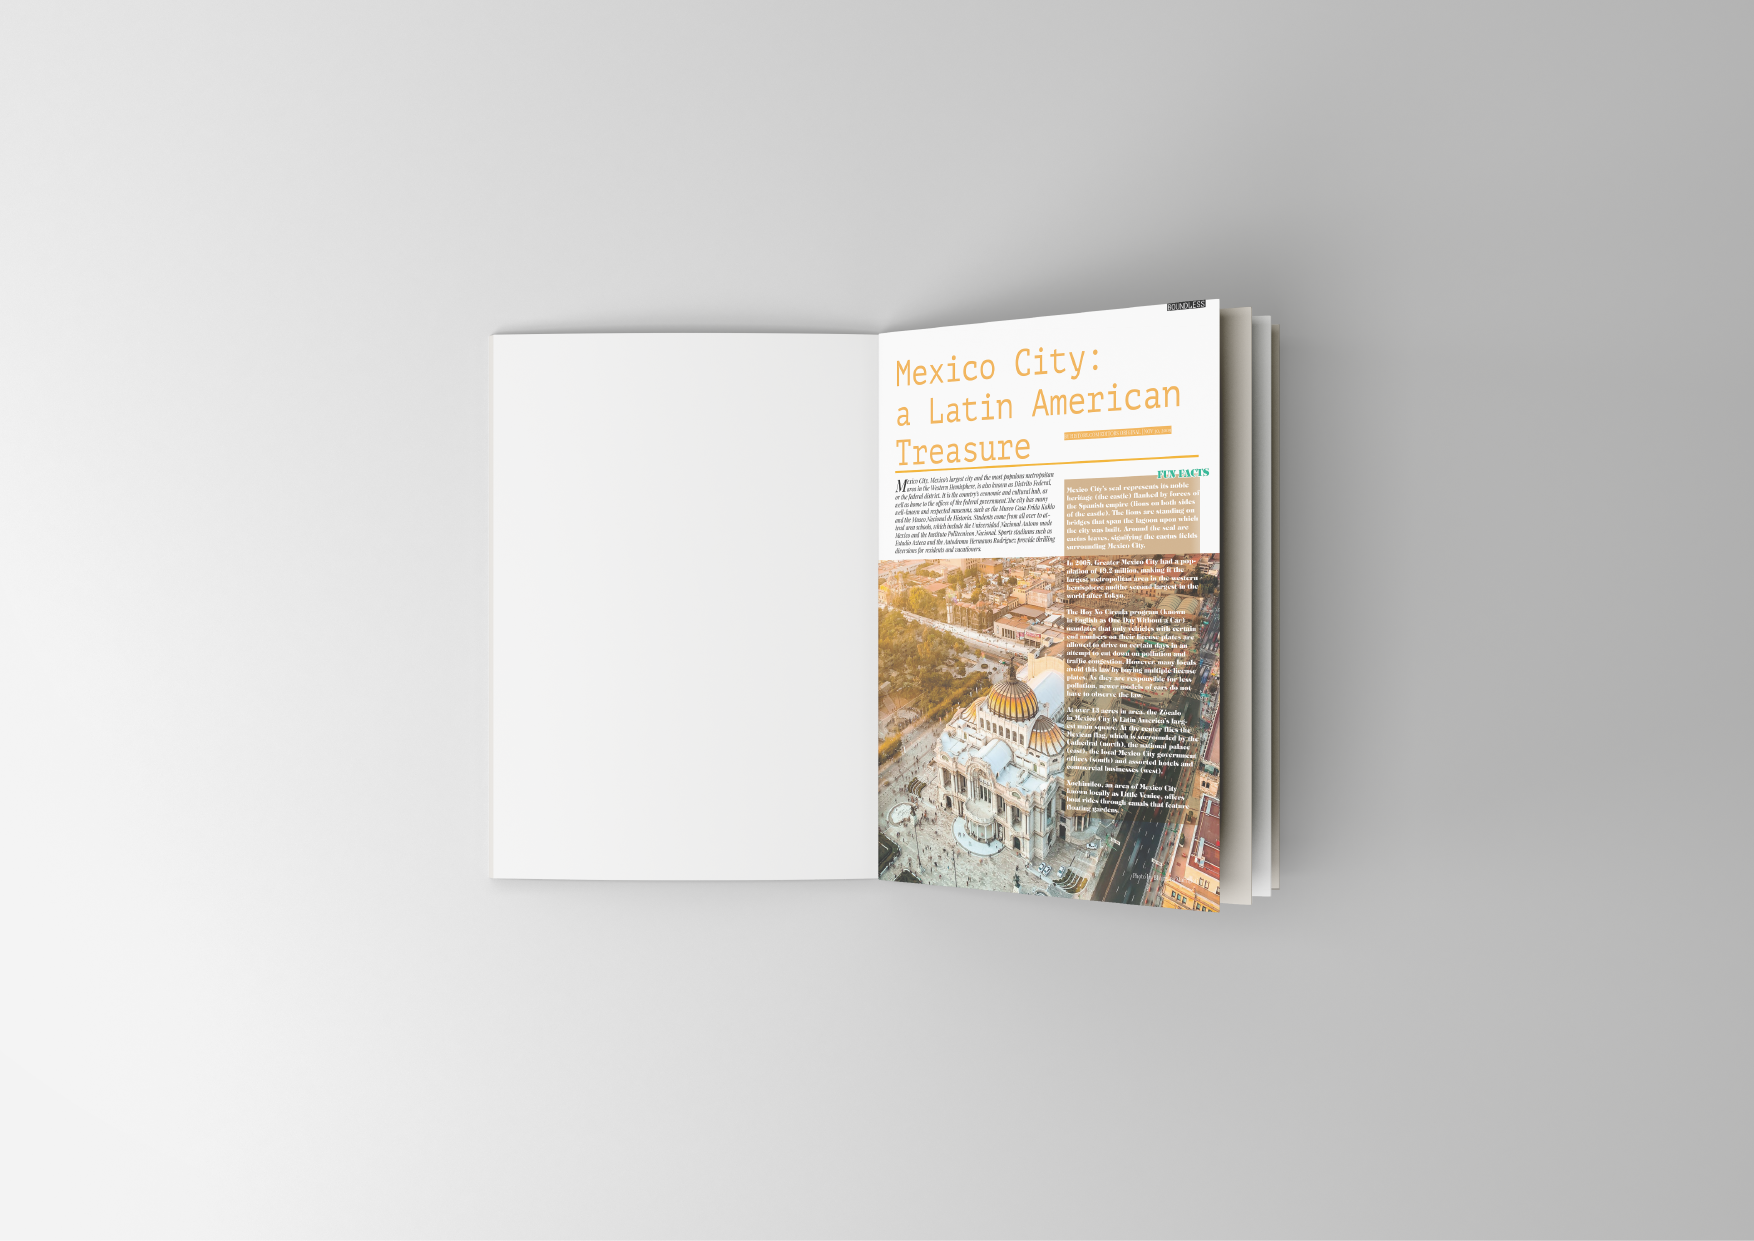 BOUNDLESS
Mexico City:
a Latin American
Treasure
Mexico City, Mexico's largest city and the most populous metropolitan
area in the Western Hemisphere, is also known as Distrito Federal,
or the federal district. It is the country's economic and cultural hub, as
well as home to the offices of the federal government. The city has many
well-known and respected museums, such as the Museo Casa Frida Kahlo
and the Museo Nacional de Historia. Students come from all over to at-
tend area schools, which include the Universidad Nacional
Mexico and the Instituto Politecnicon Nacional. Sports stadiums such as
Estadio Azteca and the Autodromo Hermanos Rodriguez provide thrilling
diversions for residents and vacationers.
FUN FACTS
Mexico City's seal represents its noble
heritage (the castle) flanked by forces of
the Spanish empire (lions on both sides
of the castle). The lions are standing on
bridges that span the lagoon upon which
the city was built. Around the seal are
cactus leaves, signifying the cactus fields
surrounding Mexico City.
In 2005, Greater Mexico City had a pop-
ulation of 19.2 million, making it the
largest metropolitan area in the western
hemisphere and the second largest in the
world after Tokyo.
The Hoy No Circula program (known
in English as One Day Without a Car)
mandates that only vehicles with certain
end numbers on their license plates are
allowed to drive on certain days in an
attempt to cut down on pollution and
traffic congestion. However, many locals
avoid this law by buying multiple license
plates. As they are responsible for less
pollution, newer models of cars do not
have to observe the law.
At over 13 acres in area, the Zócalo
in Mexico City is Latin America's larg-
est main square. At the center flies the
Mexican flag, which is surrounded by the
Cathedral (north), the national palace
(east), the local Mexico City government
offices (south) and assorted hotels and
commercial businesses (west).
Xochimilco, an area of Mexico City
known locally as Little Venice, offers
boat rides through canals that feature
floating gardens.
Photo by